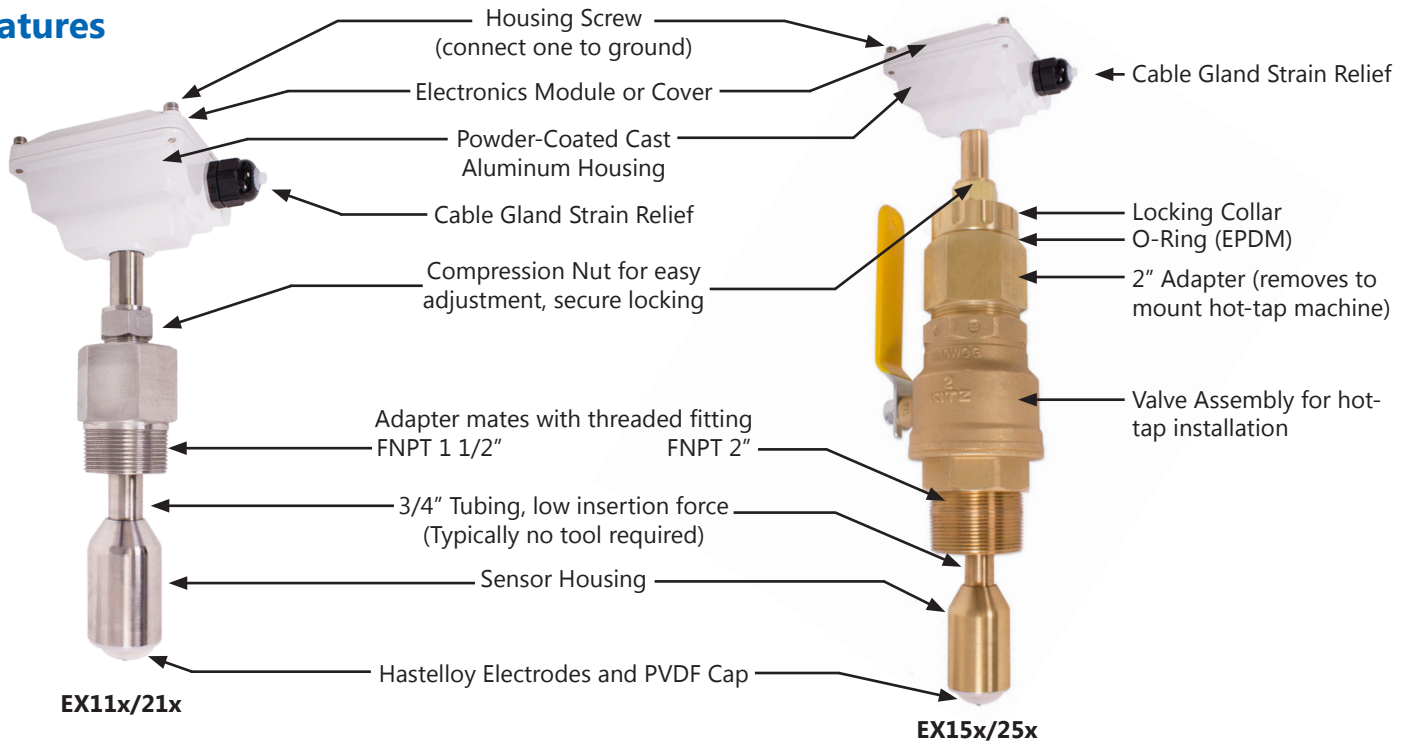 atures
Housing Screw
(connect one to ground)
Cable Gland Strain Relief
Electronics Module or Cover
Powder-Coated Cast
Aluminum Housing
Cable Gland Strain Relief
Locking Collar
O-Ring (EPDM)
Compression Nut for easy
adjustment, secure locking
2” Adapter (removes to
mount hot-tap machine)
Valve Assembly for hot-
tap installation
Adapter mates with threaded fitting
FNPT 1 1/2” FNPT 2”
3/4” Tubing, low insertion force
(Typically no tool required)
Sensor Housing
Hastelloy Electrodes and PVDF Cap
EX11x/21x
EX15x/25x
2
KITZ